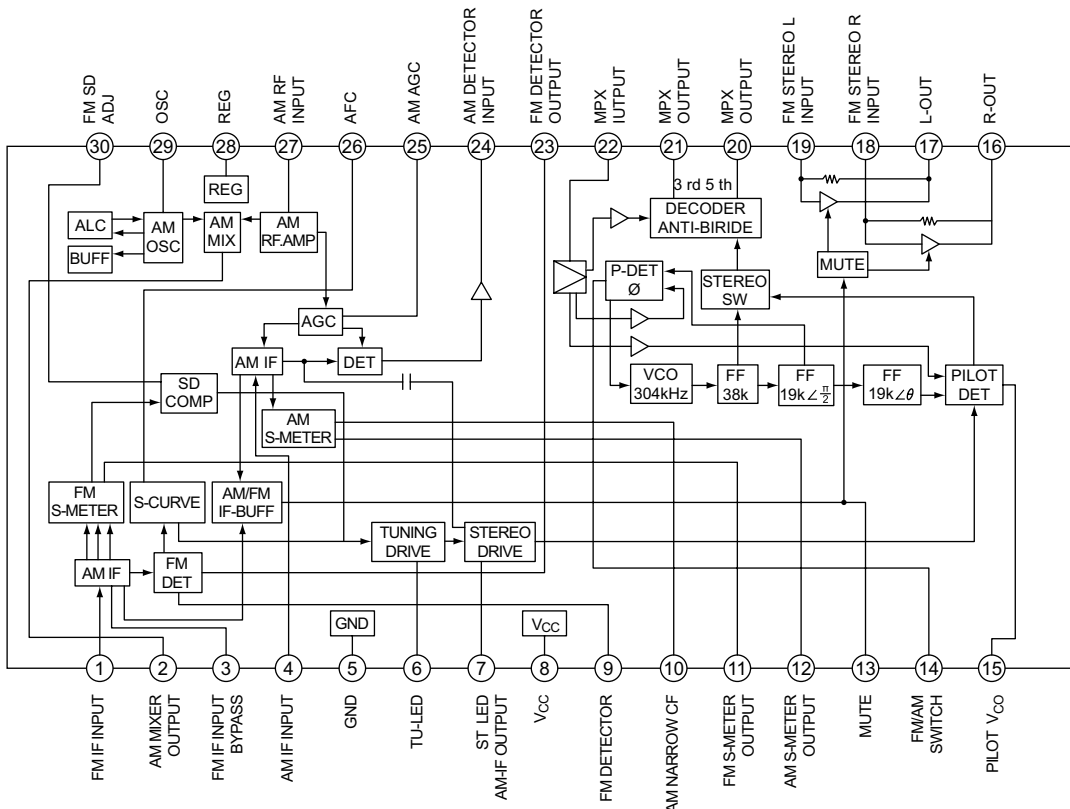 FM SD
ADJ
OSC
REG
AM RF
INPUT
AFC
AM AGC
AM DETECTOR
INPUT
FM DETECTOR
OUTPUT
MPX
IUTPUT
MPX
OUTPUT
MPX
OUTPUT
FM STEREO L
INPUT
FM STEREO R
INPUT
L-OUT
R-OUT
30
29
28
27
26
25
24
23
22
21
20
19
18
17
16
REG
3 rd 5 th
ALC
AM
OSC
AM
MIX
AM
RF.AMP
DECODER
ANTI-BIRIDE
BUFF
MUTE
P-DET
Ø
STEREO
SW
AGC
AM IF
DET
SD
COMP
VCO
304kHz
FF
38k
FF
19k∠π/2
FF
19k∠θ
PILOT
DET
AM
S-METER
FM
S-METER
S-CURVE
AM/FM
IF-BUFF
TUNING
DRIVE
STEREO
DRIVE
AM IF
FM
DET
GND
VCC
1
2
3
4
5
6
7
8
9
10
11
12
13
14
15
FM IF INPUT
AM MIXER
OUTPUT
FM IF INPUT
BYPASS
AM IF INPUT
GND
TU-LED
ST LED
AM-IF OUTPUT
VCC
FM DETECTOR
AM NARROW CF
FM S-METER
OUTPUT
AM S-METER
OUTPUT
MUTE
FM/AM
SWITCH
PILOT VCO